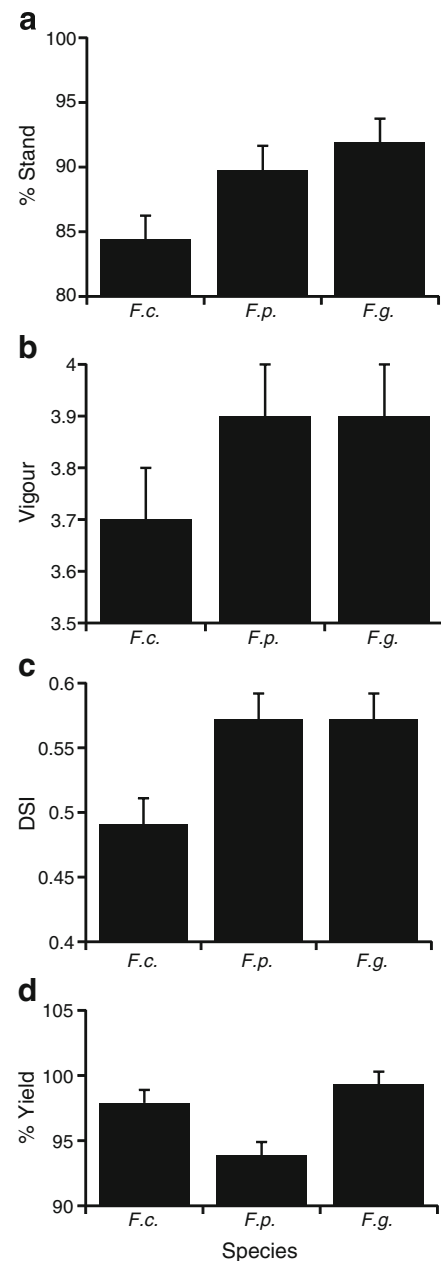 a
100
95
90
85
80
% Stand
F.c. F.p. F.g.
b
4
3.9
3.8
3.7
3.6
3.5
Vigour
F.c. F.p. F.g.
c
0.6
0.55
0.5
0.45
0.4
DSI
F.c. F.p. F.g.
d
105
100
95
90
% Yield
F.c. F.p. F.g.
Species